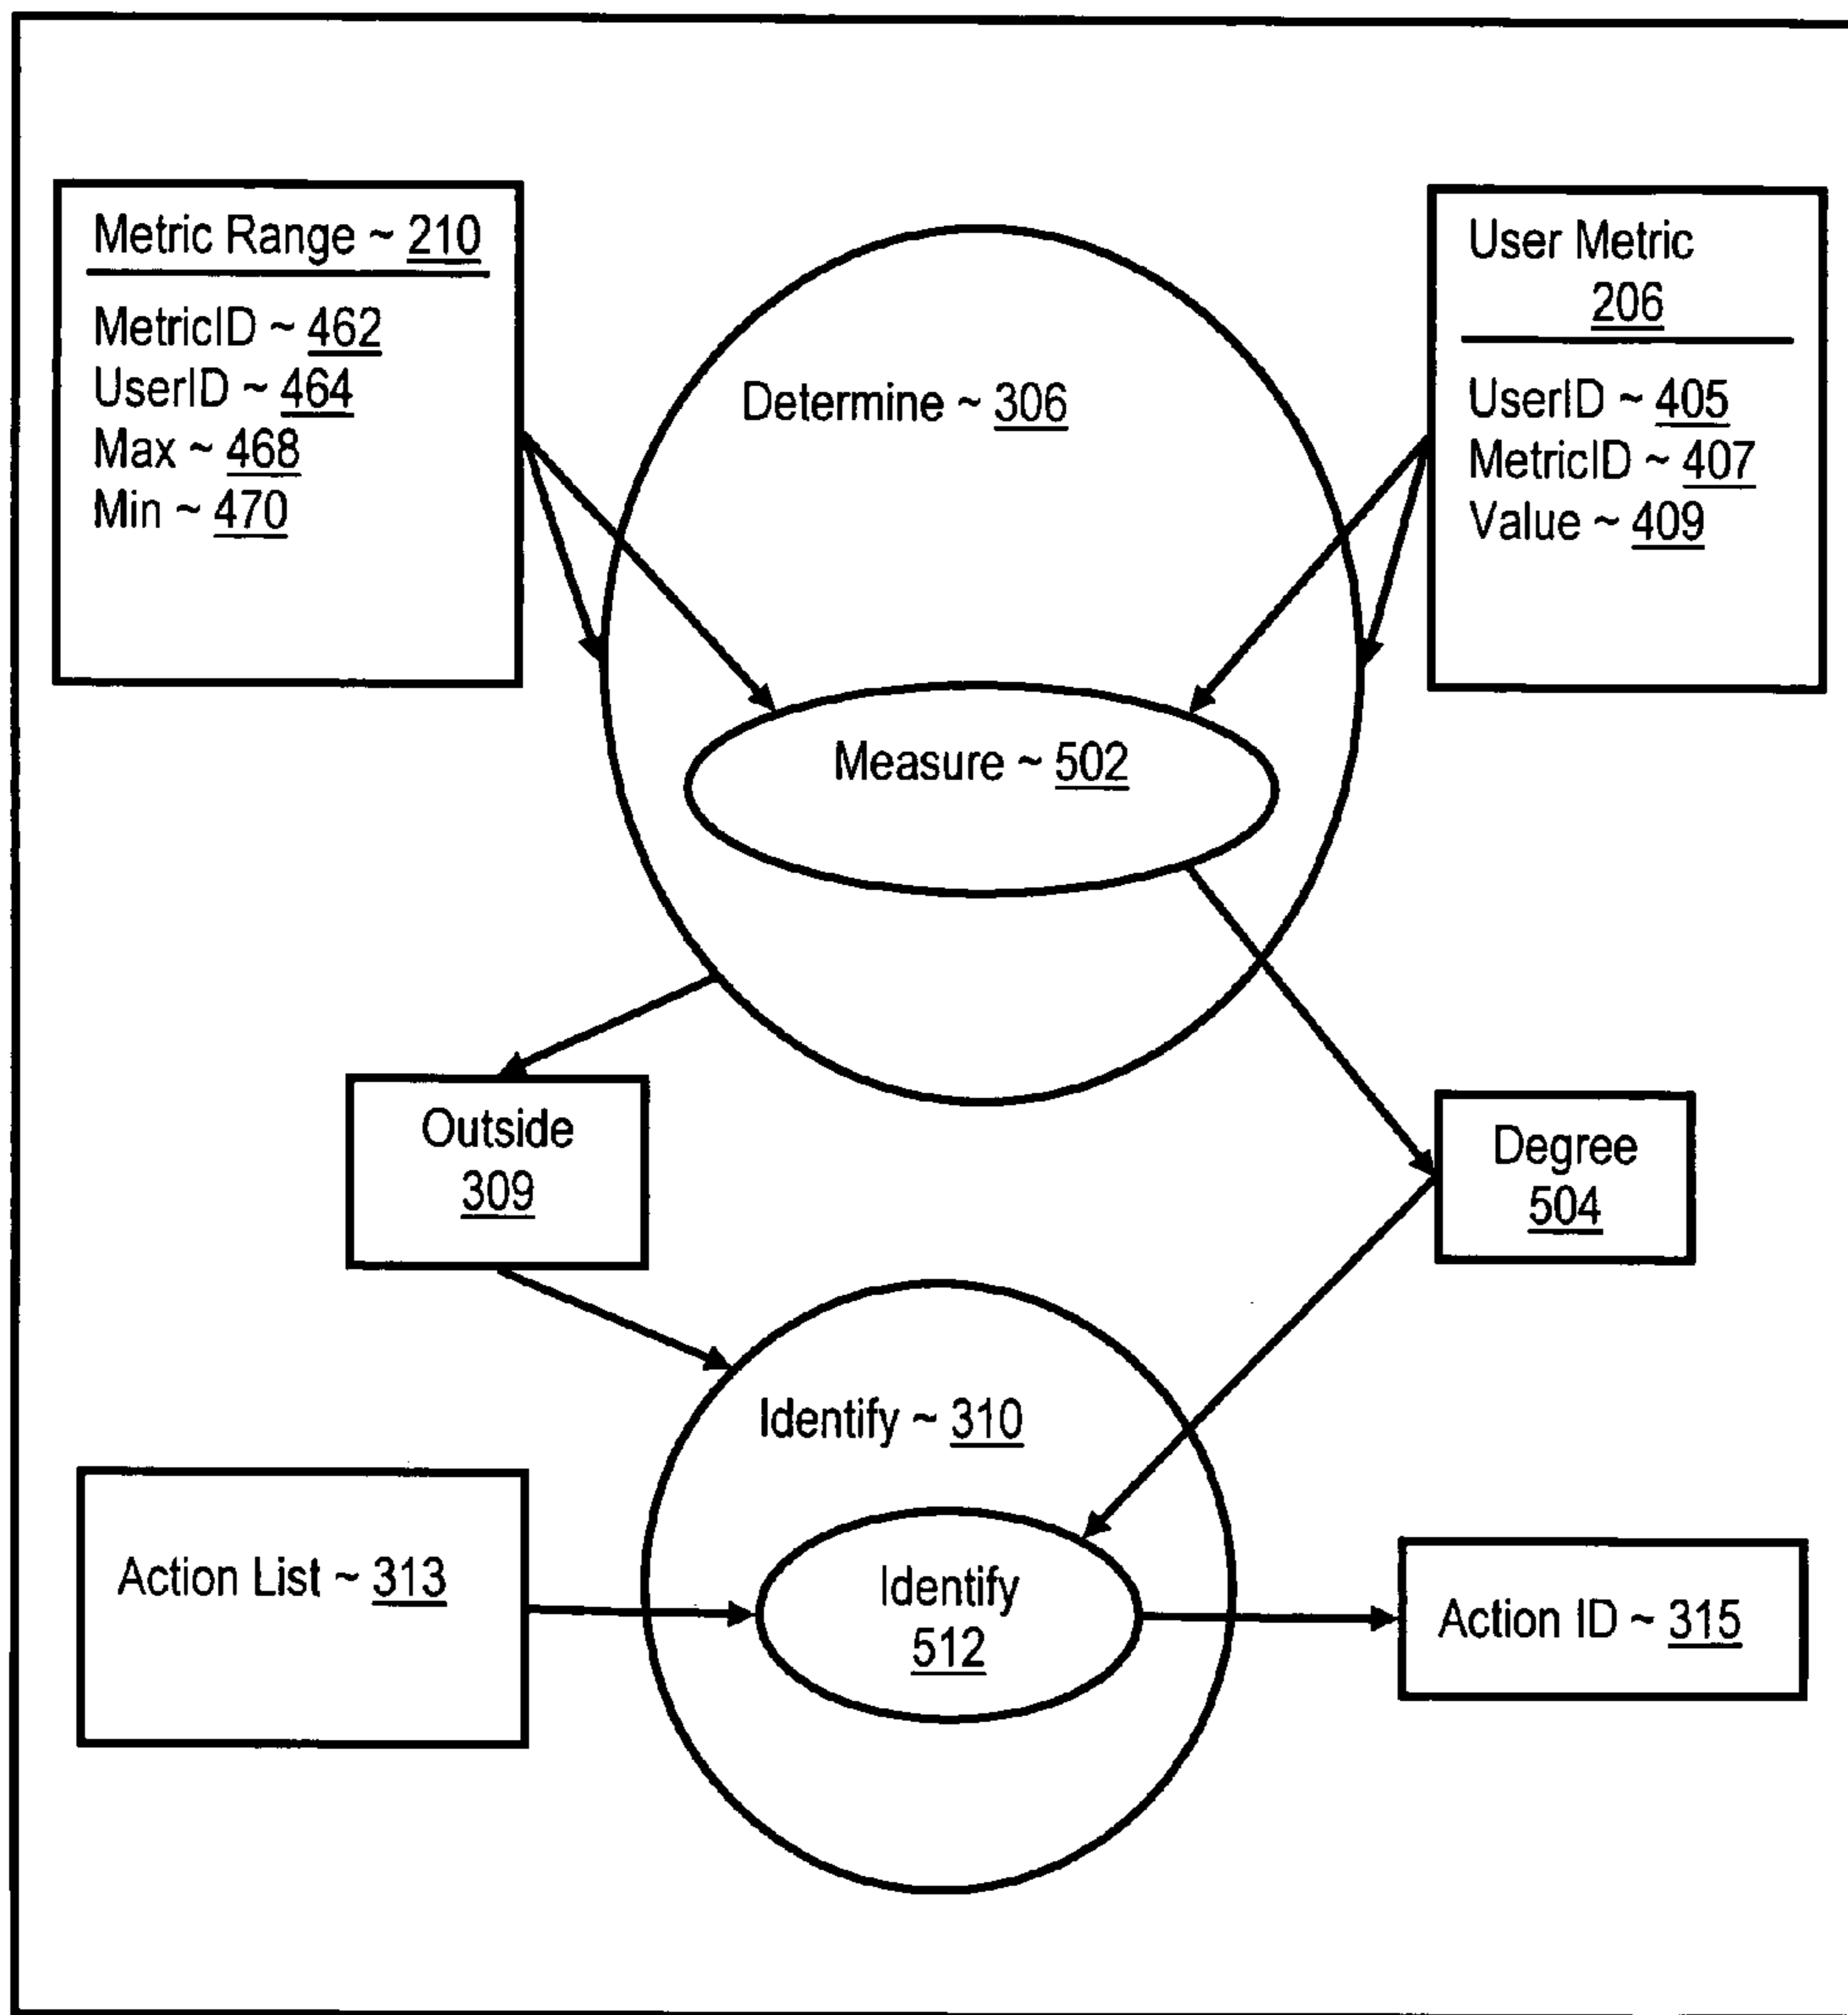 Metric Range ~ 210
MetricID ~ 462
UserID ~ 464
Max ~ 468
Min ~ 470
User Metric
206
UserID ~ 405
MetricID ~ 407
Value ~ 409
Determine ~ 306
Measure ~ 502
Outside
309
Degree
504
Identify ~ 310
Action List ~ 313
Identify
512
Action ID ~ 315